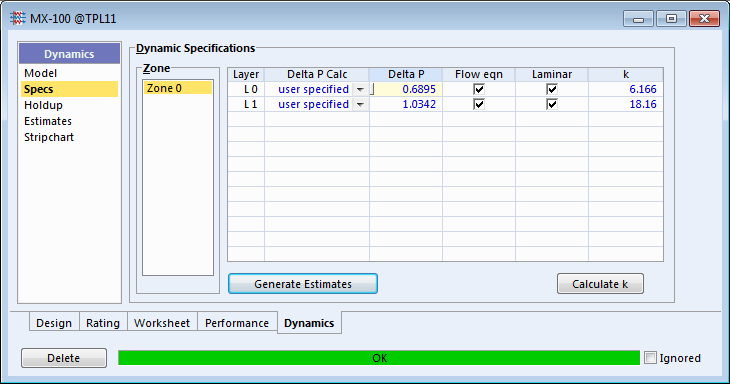 MX-100 @TPL11
Dynamics
Model
Specs
Holdup
Estimates
Stripchart
Dynamic Specifications
Zone
Zone 0
Layer Delta P Calc Delta P Flow eqn Laminar k
L 0 user specified 0.6895 6.166
L 1 user specified 1.0342 18.16
Generate Estimates Calculate k
Design Rating Worksheet Performance Dynamics
Delete OK Ignored